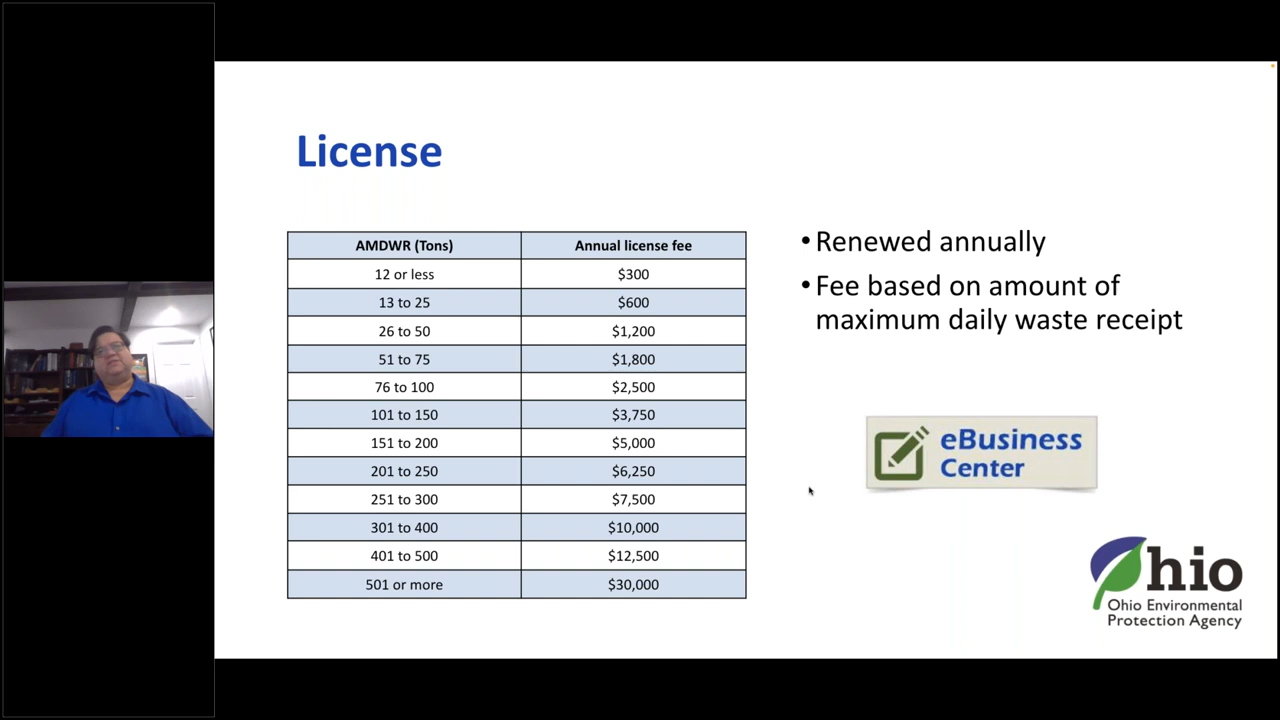 License
AMDWR (Tons) Annual license fee
12 or less $300
13 to 25 $600
26 to 50 $1,200
51 to 75 $1,800
76 to 100 $2,500
101 to 150 $3,750
151 to 200 $5,000
201 to 250 $6,250
251 to 300 $7,500
301 to 400 $10,000
401 to 500 $12,500
501 or more $30,000
• Renewed annually
• Fee based on amount of
maximum daily waste receipt
eBusiness
Center
Ohio
Ohio Environmental
Protection Agency